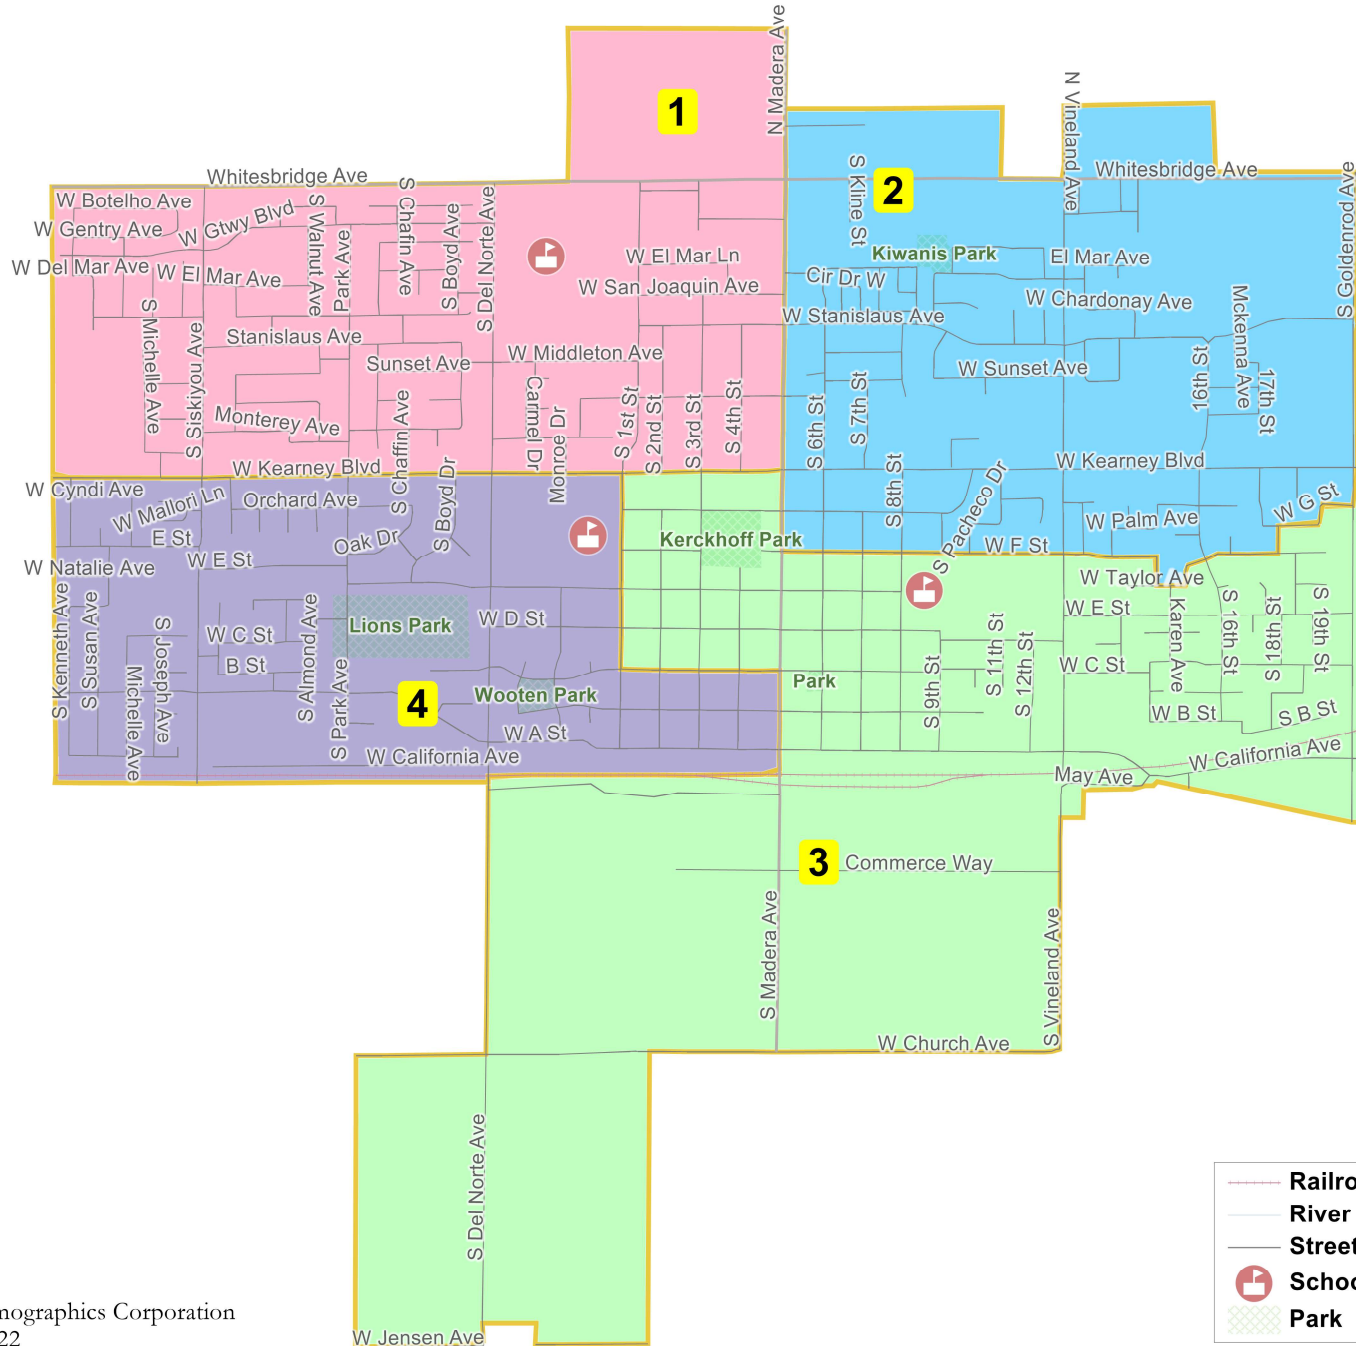 N Madera Ave
1
N Vineland Ave
Whitesbridge Ave
Whitesbridge Ave
S Goldenrod Ave
S Kline St
2
W Botelho Ave
W Gentry Ave
W Gtwy Blvd
S Walnut Ave
Park Ave
S Chafin Ave
S Boyd Ave
S Del Norte Ave
W Del Mar Ave
W El Mar Ave
W El Mar Ln
W San Joaquin Ave
Kiwanis Park
El Mar Ave
Cir Dr W
W Chardonay Ave
W Stanislaus Ave
S Michelle Ave
S Siskiyou Ave
Stanislaus Ave
Sunset Ave
W Middleton Ave
W Sunset Ave
Mckenna Ave
16th St
17th St
Monterey Ave
S Chaffin Ave
Carmel Dr
Monroe Dr
S 1st St
S 2nd St
S 3rd St
S 4th St
S 6th St
S 7th St
S 8th St
W Kearney Blvd
W Kearney Blvd
W Cyndi Ave
W Mallori Ln
Orchard Ave
S Boyd Dr
S Pacheco Dr
W G St
W Palm Ave
E St
W E St
Oak Dr
Kerckhoff Park
W F St
W Natalie Ave
W Taylor Ave
S Kenneth Ave
S Susan Ave
S Joseph Ave
Michelle Ave
W C St
B St
S Almond Ave
S Park Ave
Lions Park
W D St
W E St
Karen Ave
S 16th St
S 18th St
S 19th St
S 9th St
S 11th St
S 12th St
W C St
Park
4
Wooten Park
W B St
S B St
W A St
W California Ave
W California Ave
May Ave
3
Commerce Way
S Madera Ave
S Vineland Ave
W Church Ave
S Del Norte Ave
W Jensen Ave
Railro
River
Street
Schoo
Park
mographics Corporation
22